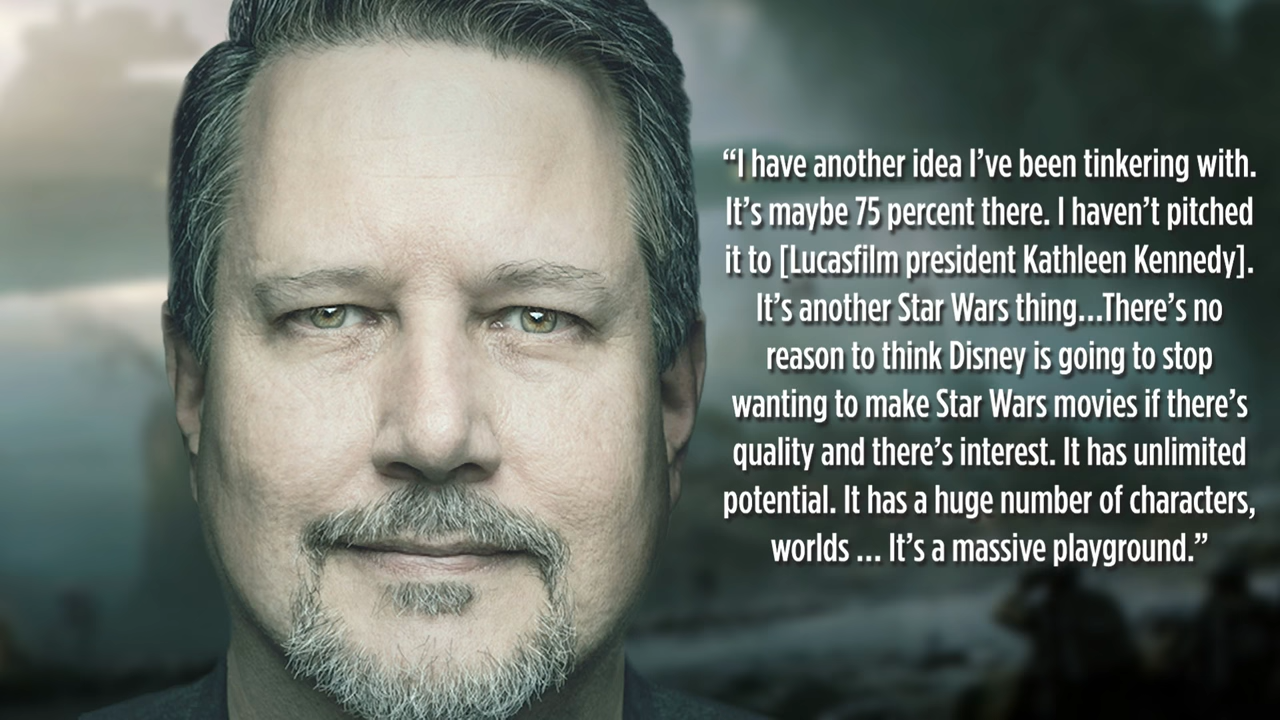 “I have another idea I’ve been tinkering with.
It’s maybe 75 percent there. I haven’t pitched
it to [Lucasfilm president Kathleen Kennedy].
It’s another Star Wars thing...There’s no
reason to think Disney is going to stop
wanting to make Star Wars movies if there’s
quality and there’s interest. It has unlimited
potential. It has a huge number of characters,
worlds ... It’s a massive playground.”